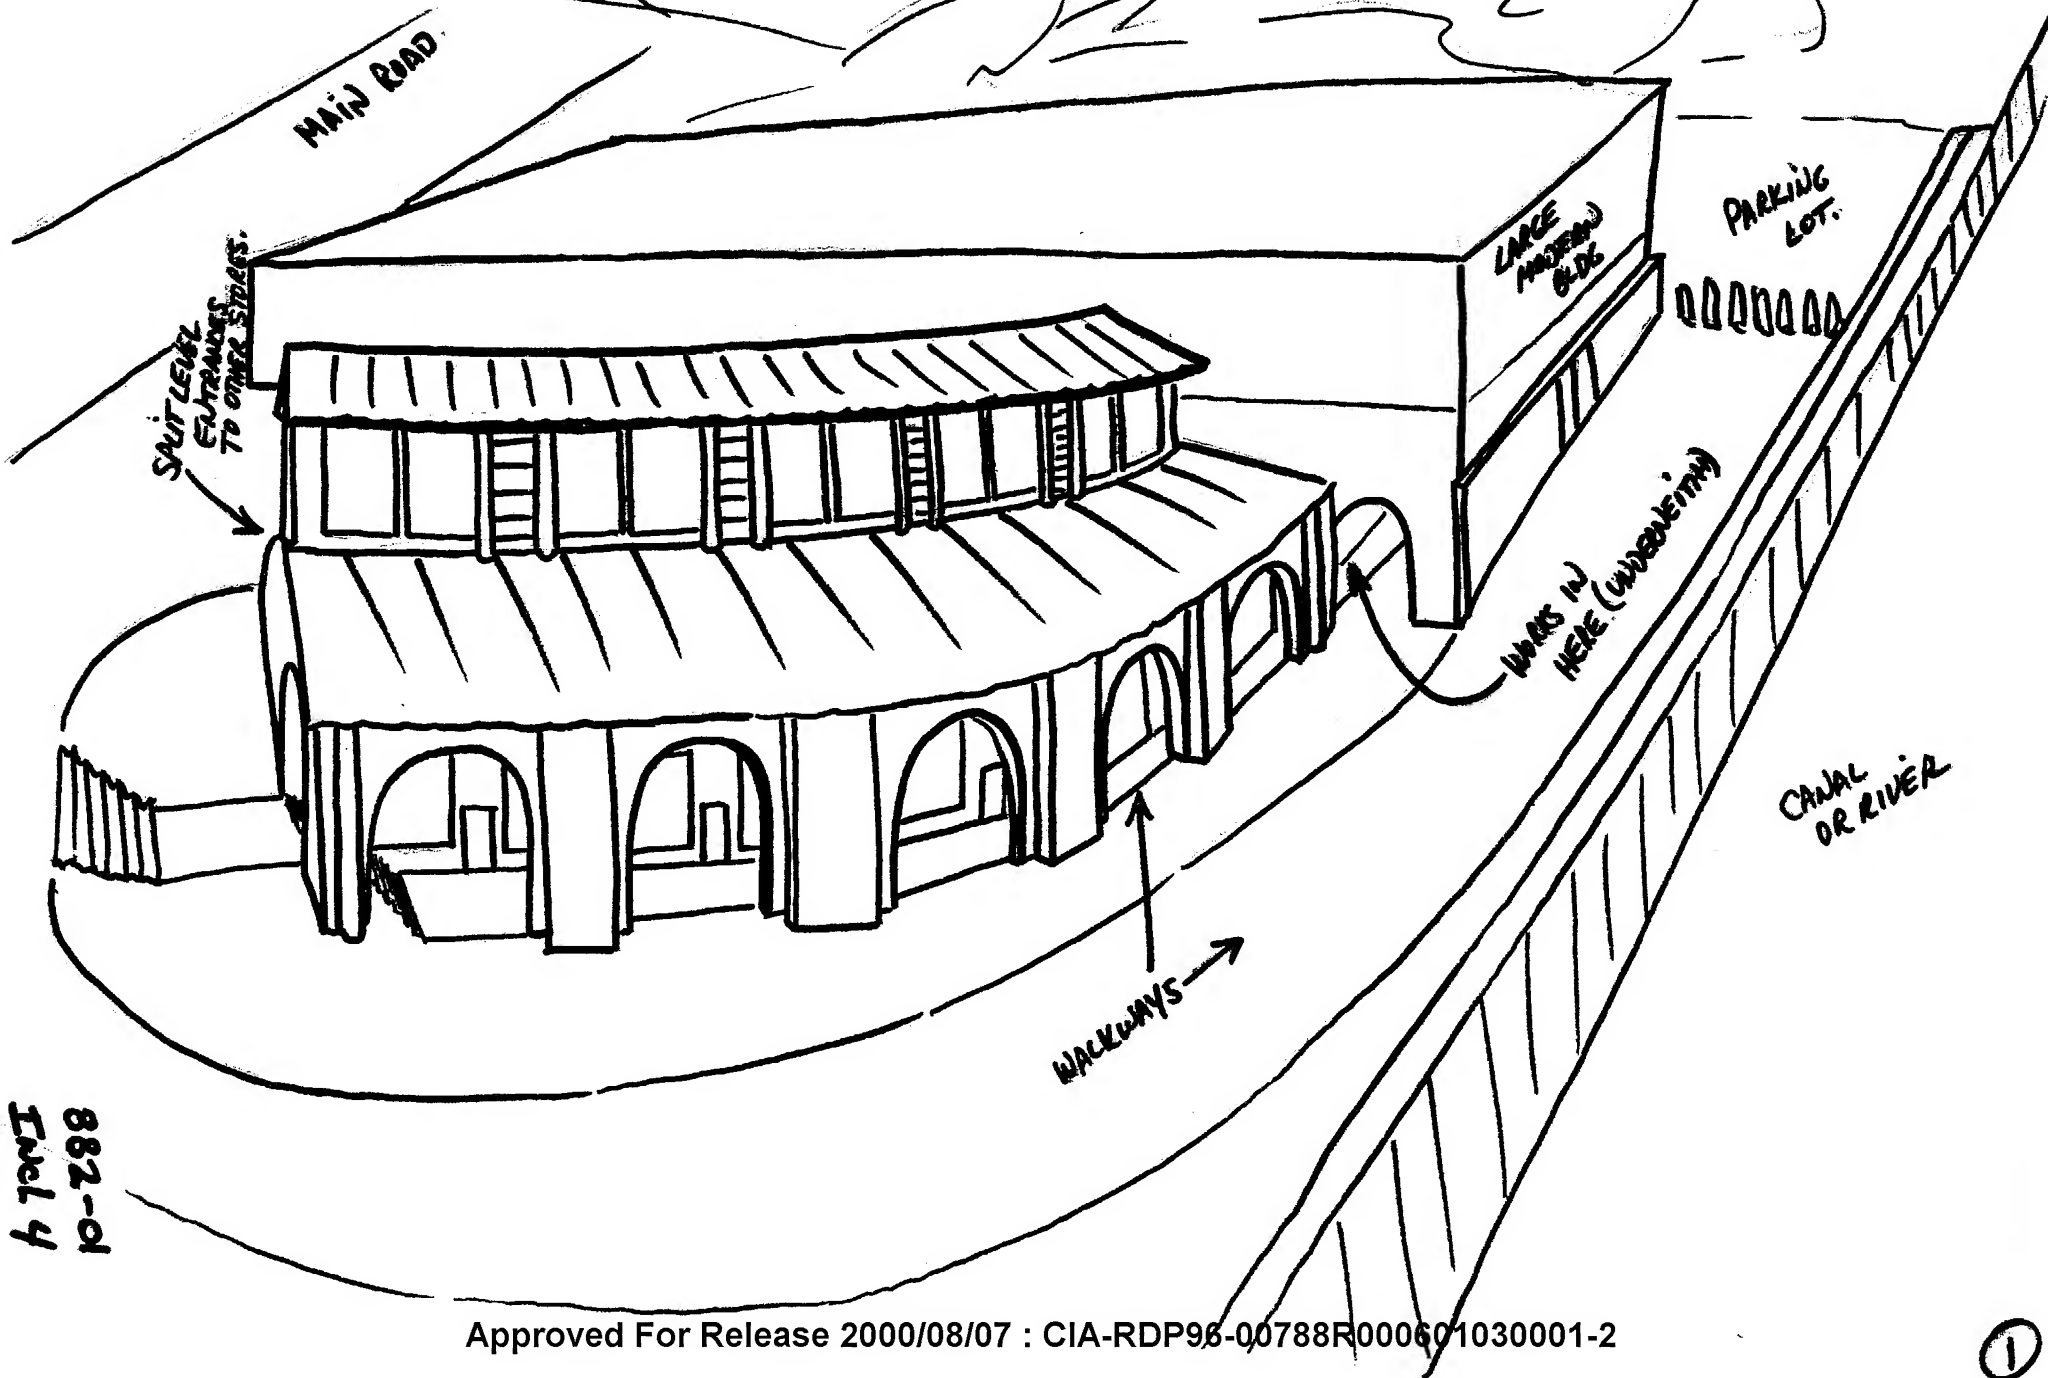 MAIN ROAD.
SPLIT LEVEL
ENTRANCES
TO OTHER STORES.
LARGE
MODERN
BLDG
PARKING
LOT.
WORKS IN
HERE (UNDERNEITH)
CANAL
OR RIVER
WALKWAYS
882-01
Incl 4
Approved For Release 2000/08/07 : CIA-RDP96-00788R000601030001-2
1